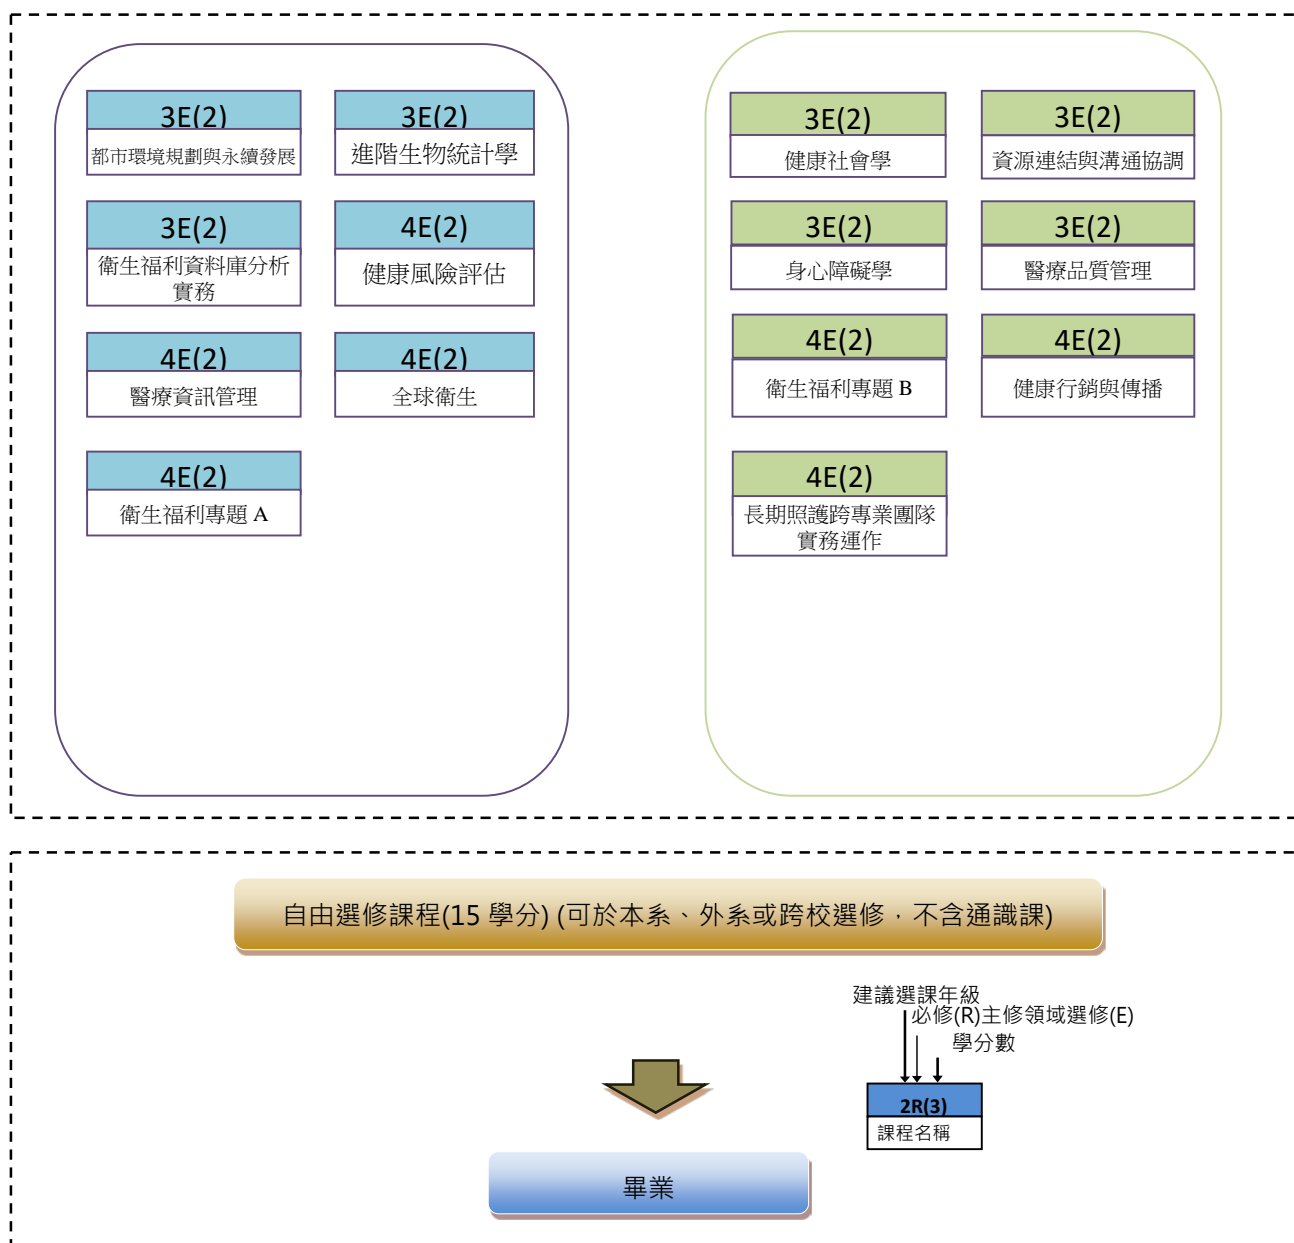 3E(2)
都市環境規劃與永續發展
3E(2)
進階生物統計學
3E(2)
衛生福利資料庫分析
實務
4E(2)
健康風險評估
4E(2)
醫療資訊管理
4E(2)
全球衛生
4E(2)
衛生福利專題 A
3E(2)
健康社會學
3E(2)
資源連結與溝通協調
3E(2)
身心障礙學
3E(2)
醫療品質管理
4E(2)
衛生福利專題 B
4E(2)
健康行銷與傳播
4E(2)
長期照護跨專業團隊
實務運作
自由選修課程(15 學分) (可於本系、外系或跨校選修，不含通識課)
建議選課年級
必修(R)主修領域選修(E)
學分數
2R(3)
課程名稱
畢業